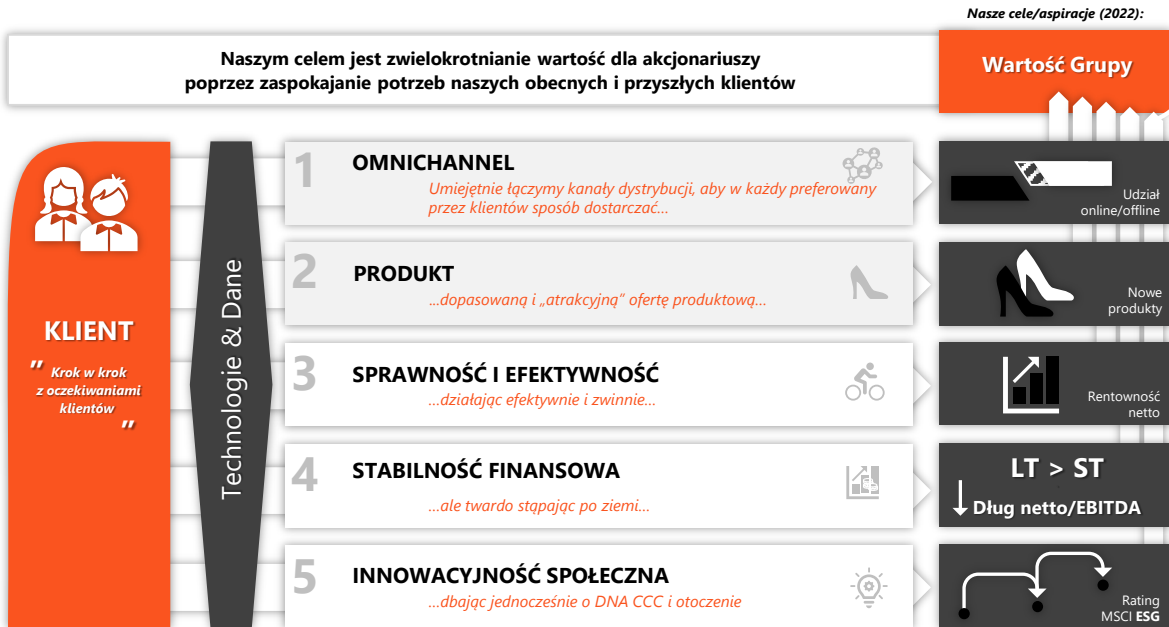 Nasze cele/aspiracje (2022):
Naszym celem jest zwielokrotnianie wartość dla akcjonariuszy
poprzez zaspokajanie potrzeb naszych obecnych i przyszłych klientów
Wartość Grupy
KLIENT
" Krok w krok
z oczekiwaniami
klientów
"
Technologie & Dane
1
OMNICHANNEL
Umiejętnie łączymy kanały dystrybucji, aby w każdy preferowany
przez klientów sposób dostarczać...
Udział
online/offline
2
PRODUKT
...dopasowaną i „atrakcyjną” ofertę produktową...
Nowe
produkty
3
SPRAWNOŚĆ I EFEKTYWNOŚĆ
...działając efektywnie i zwinnie...
Rentowność
netto
4
STABILNOŚĆ FINANSOWA
...ale twardo stąpając po ziemi...
LT > ST
Dług netto/EBITDA
5
INNOWACYJNOŚĆ SPOŁECZNA
...dbając jednocześnie o DNA CCC i otoczenie
Rating
MSCI ESG